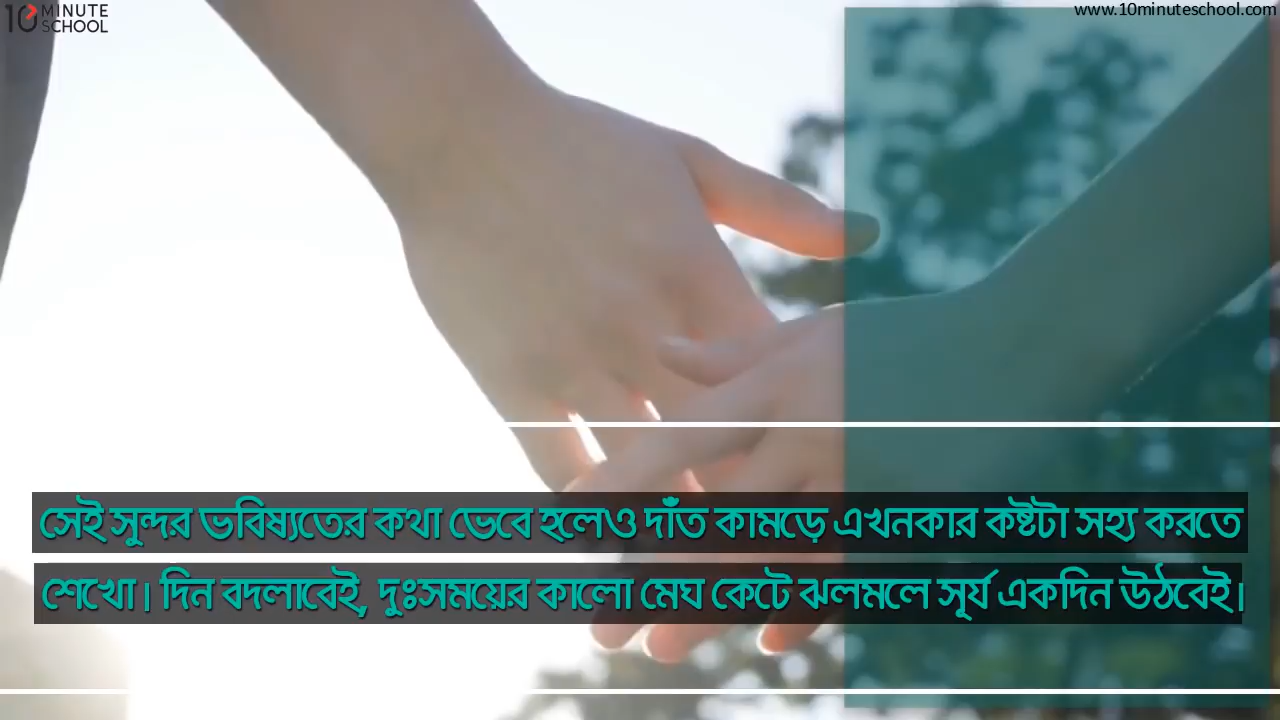 10 MINUTE SCHOOL
www.10minuteschool.com
সেই সুন্দর ভবিষ্যতের কথা ভেবে হলেও দাঁত কামড়ে এখনকার কষ্টটা সহ্য করতে
শেখো। দিন বদলাবেই, দুঃসময়ের কালো মেঘ কেটে ঝলমলে সূর্য একদিন উঠবেই।